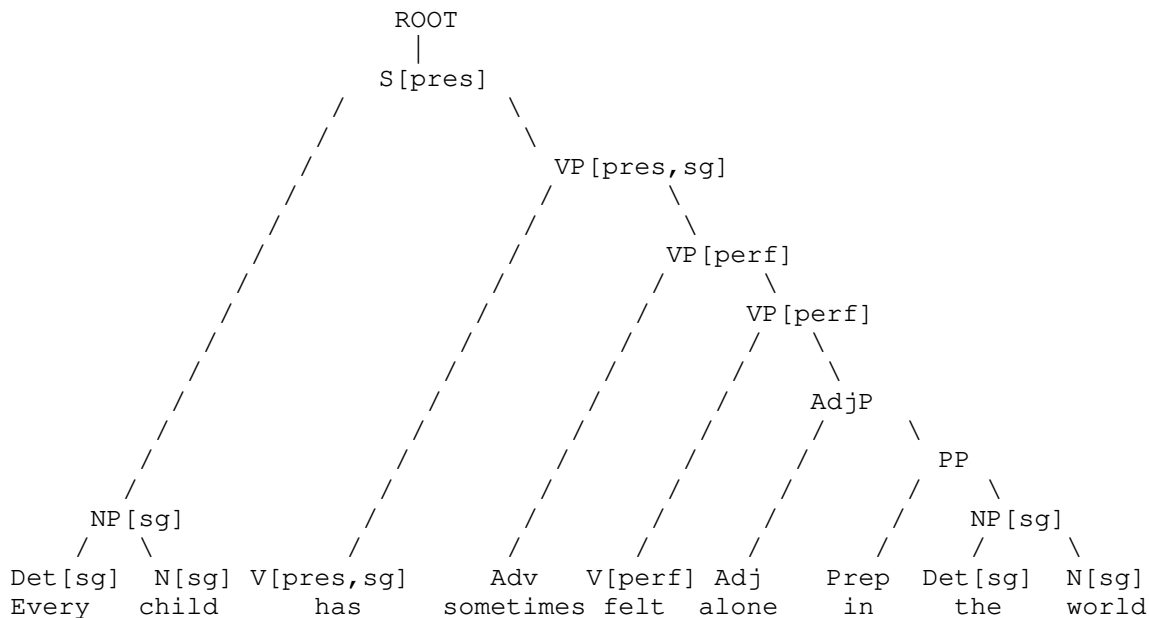 ROOT
S[pres]
VP[pres,sg]
VP[perf]
VP[perf]
AdjP
PP
NP[sg] NP[sg]
Det[sg] N[sg] V[pres,sg] Adv V[perf] Adj Prep Det[sg] N[sg]
Every child has sometimes felt alone in the world